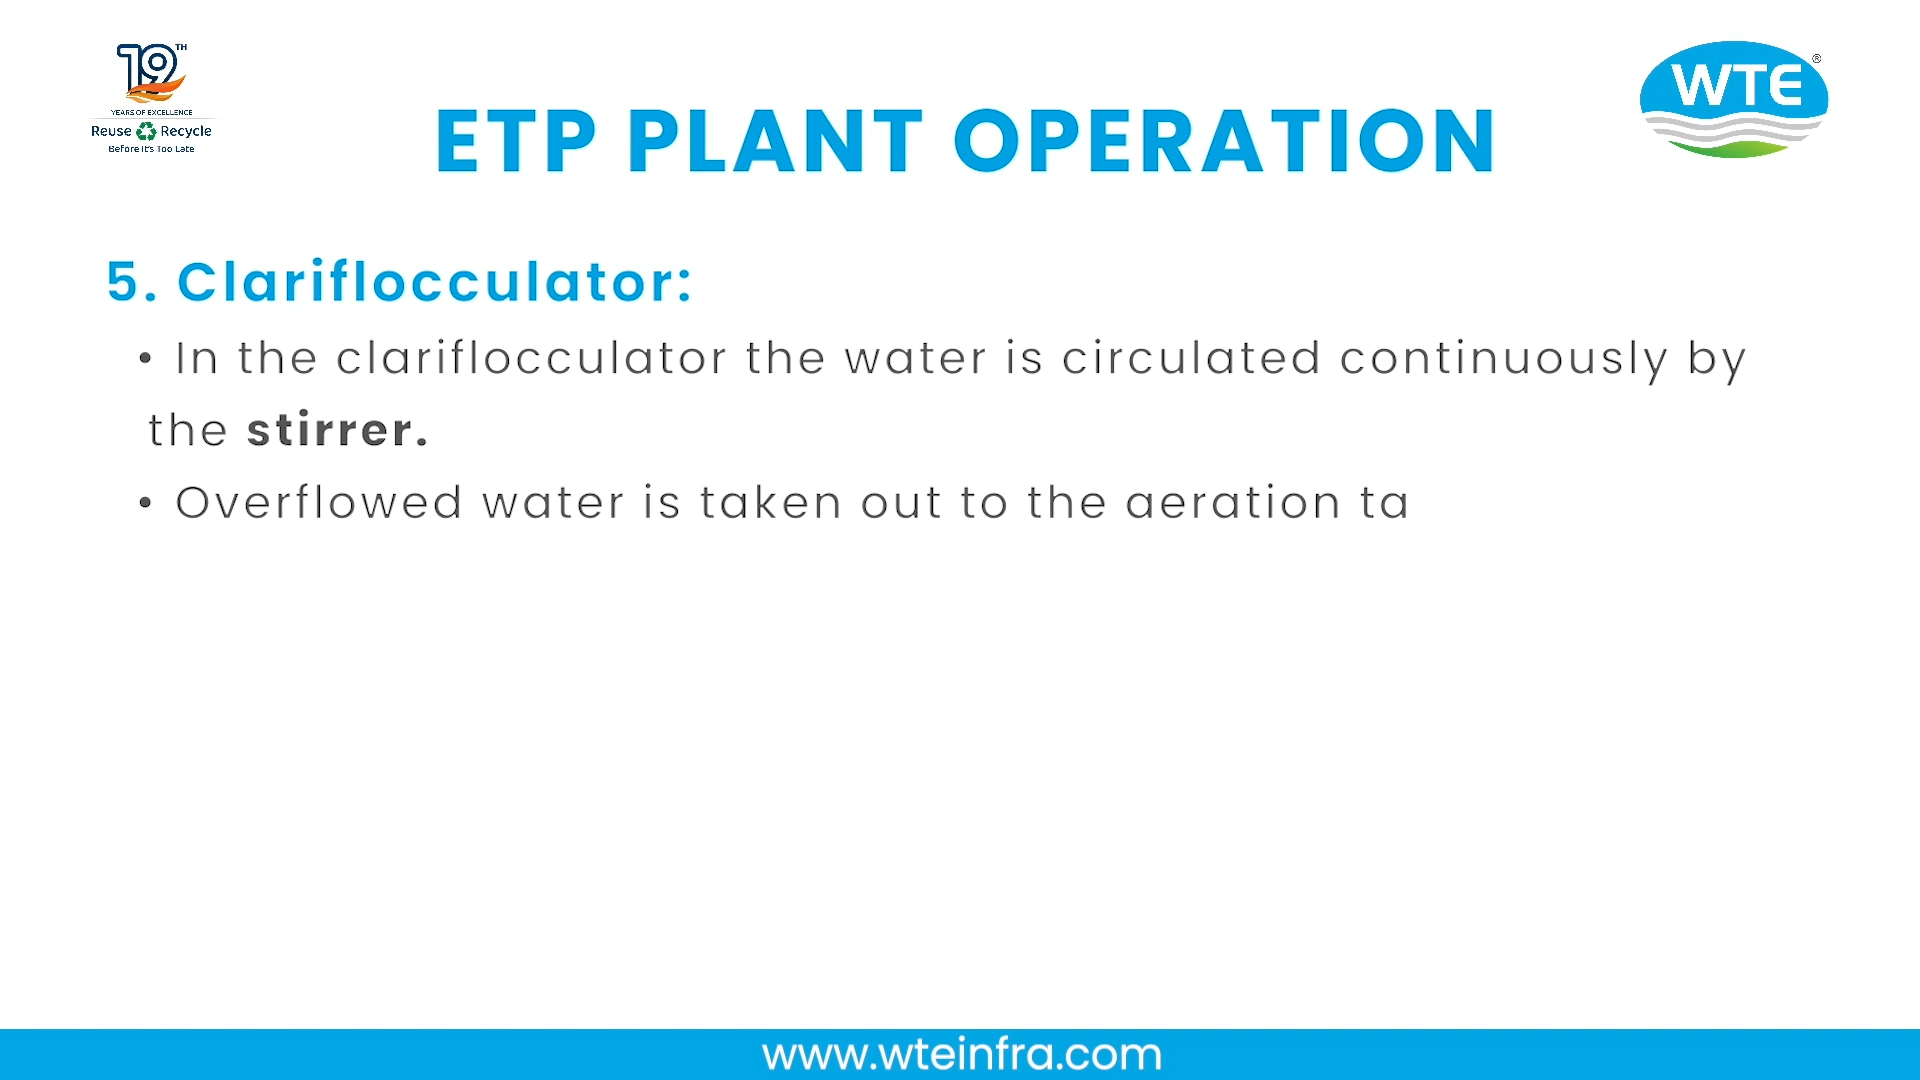 19TH
YEARS OF EXCELLENCE
Reuse Recycle
Before It's Too Late
WTE®
ETP PLANT OPERATION
5. Clariflocculator:
• In the clariflocculator the water is circulated continuously by
the stirrer.
• Overflowed water is taken out to the aeration ta
www.wteinfra.com